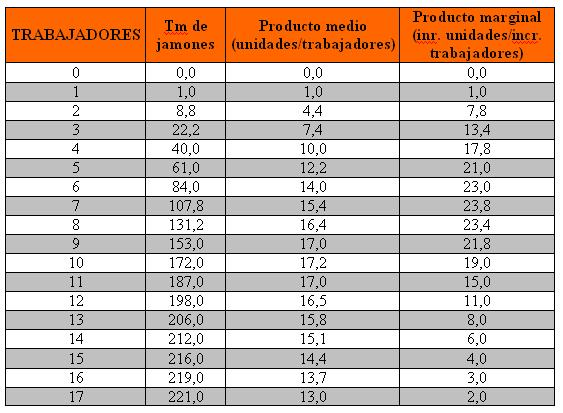 TRABAJADORES Tm de jamones Producto medio (unidades/trabajadores) Producto marginal (inr. unidades/incr. trabajadores)
0 0,0 0,0 0,0
1 1,0 1,0 1,0
2 8,8 4,4 7,8
3 22,2 7,4 13,4
4 40,0 10,0 17,8
5 61,0 12,2 21,0
6 84,0 14,0 23,0
7 107,8 15,4 23,8
8 131,2 16,4 23,4
9 153,0 17,0 21,8
10 172,0 17,2 19,0
11 187,0 17,0 15,0
12 198,0 16,5 11,0
13 206,0 15,8 8,0
14 212,0 15,1 6,0
15 216,0 14,4 4,0
16 219,0 13,7 3,0
17 221,0 13,0 2,0